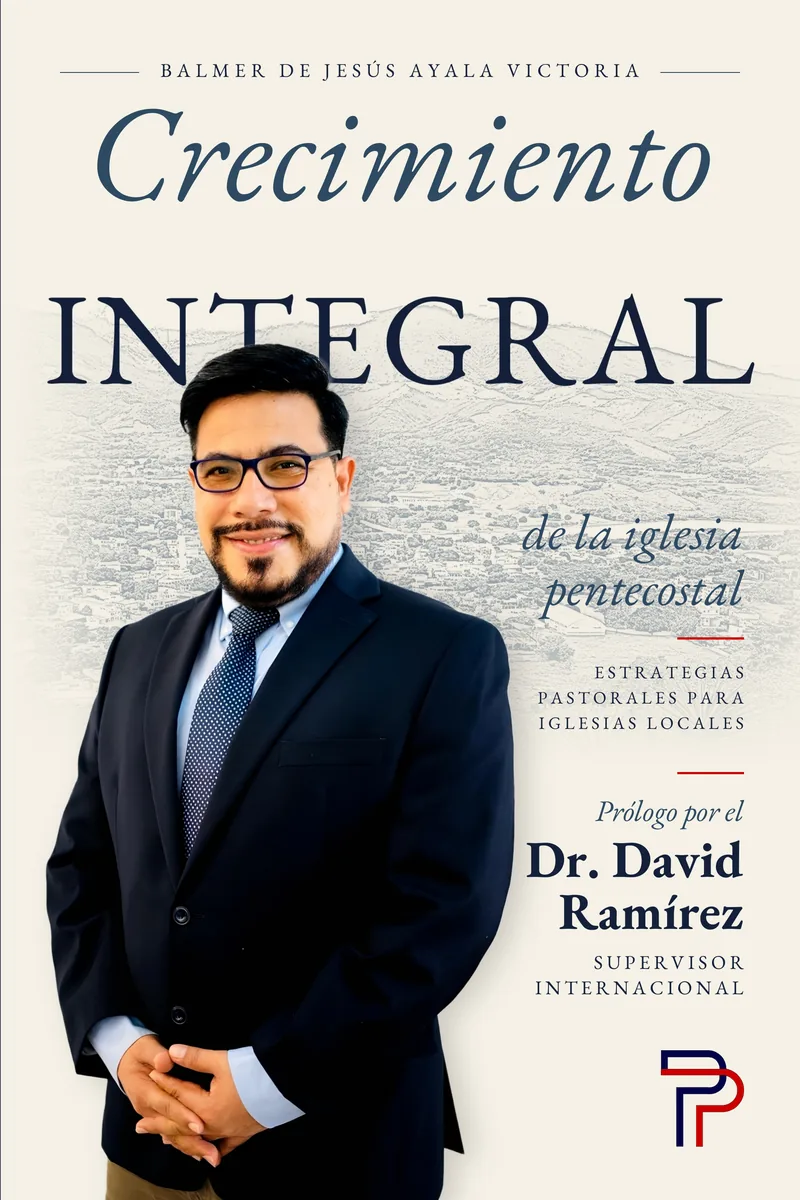 BALMER DE JESÚS AYALA VICTORIA
Crecimiento
INTEGRAL
de la iglesia
pentecostal
ESTRATEGIAS
PASTORALES PARA
IGLESIAS LOCALES
Prólogo por el
Dr. David
Ramírez
SUPERVISOR
INTERNACIONAL